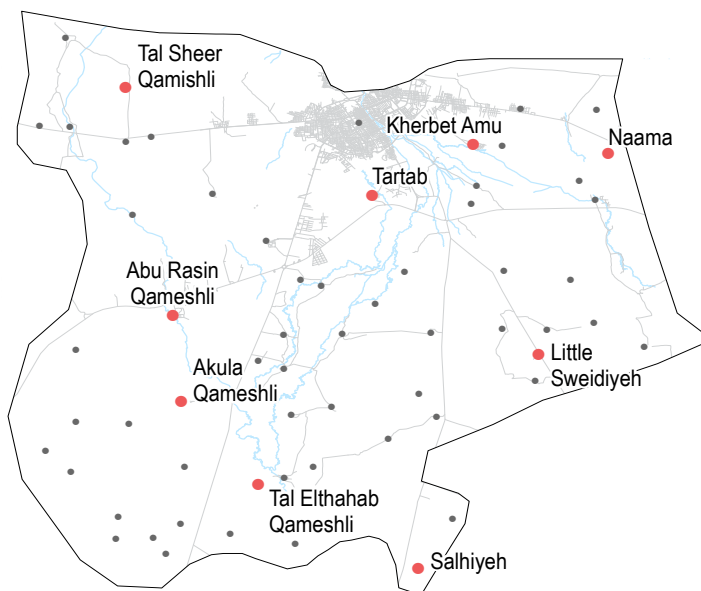 Tal Sheer
Qamishli
Kherbet Amu
Naama
Tartab
Abu Rasin
Qameshli
Little
Sweidiyeh
Akula
Qameshli
Tal Elthahab
Qameshli
Salhiyeh